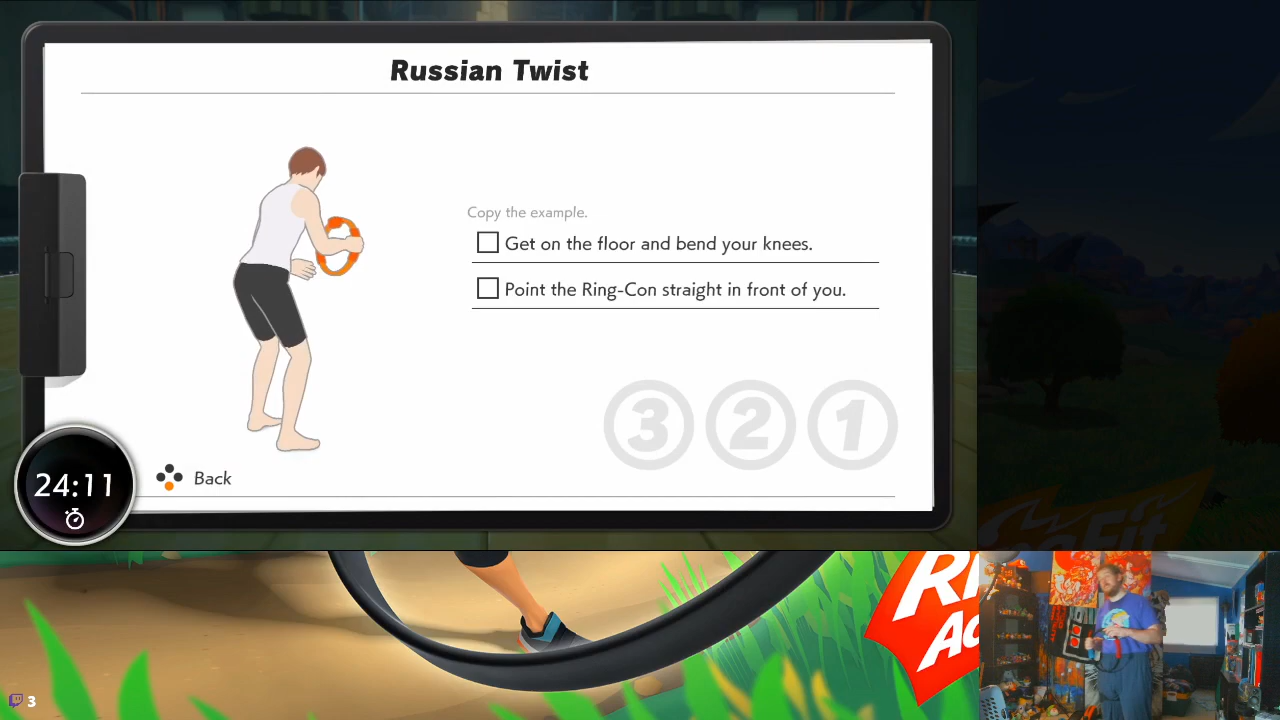 Russian Twist
Copy the example.
Get on the floor and bend your knees.
Point the Ring-Con straight in front of you.
3 2 1
Back
24:11
3